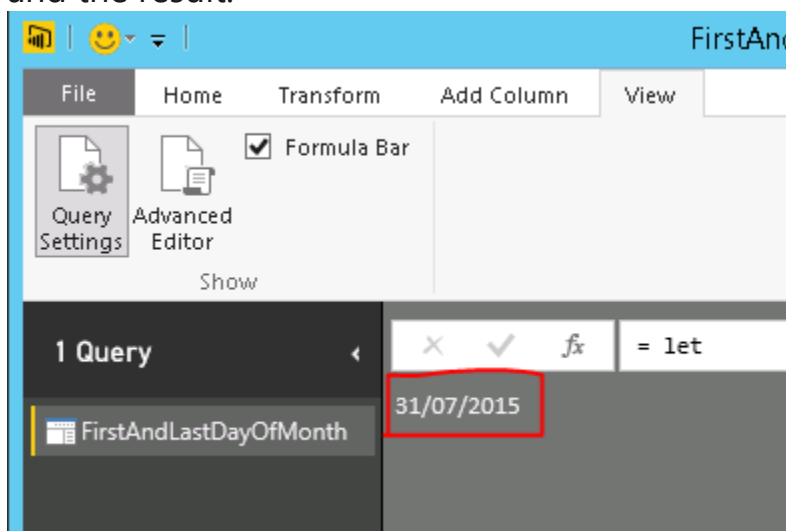 and the result:
FirstAnd
File Home Transform Add Column View
Formula Bar
Query Settings
Advanced Editor
Show
1 Query
fx = let
31/07/2015
FirstAndLastDayOfMonth